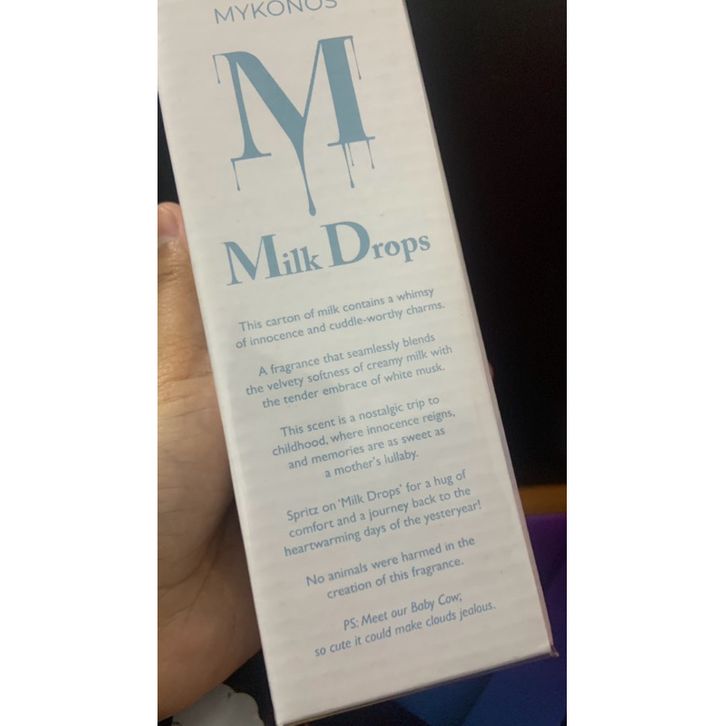 MYKONOS
M
Milk Drops
This carton of milk contains a whimsy
of innocence and cuddle-worthy charms.
A fragrance that seamlessly blends
the velvety softness of creamy milk with
the tender embrace of white musk.
This scent is a nostalgic trip to
childhood, where innocence reigns,
and memories are as sweet as
a mother's lullaby.
Spritz on 'Milk Drops' for a hug of
comfort and a journey back to the
heartwarming days of the yesteryear!
No animals were harmed in the
creation of this fragrance.
PS: Meet our Baby Cow;
so cute it could make clouds jealous.